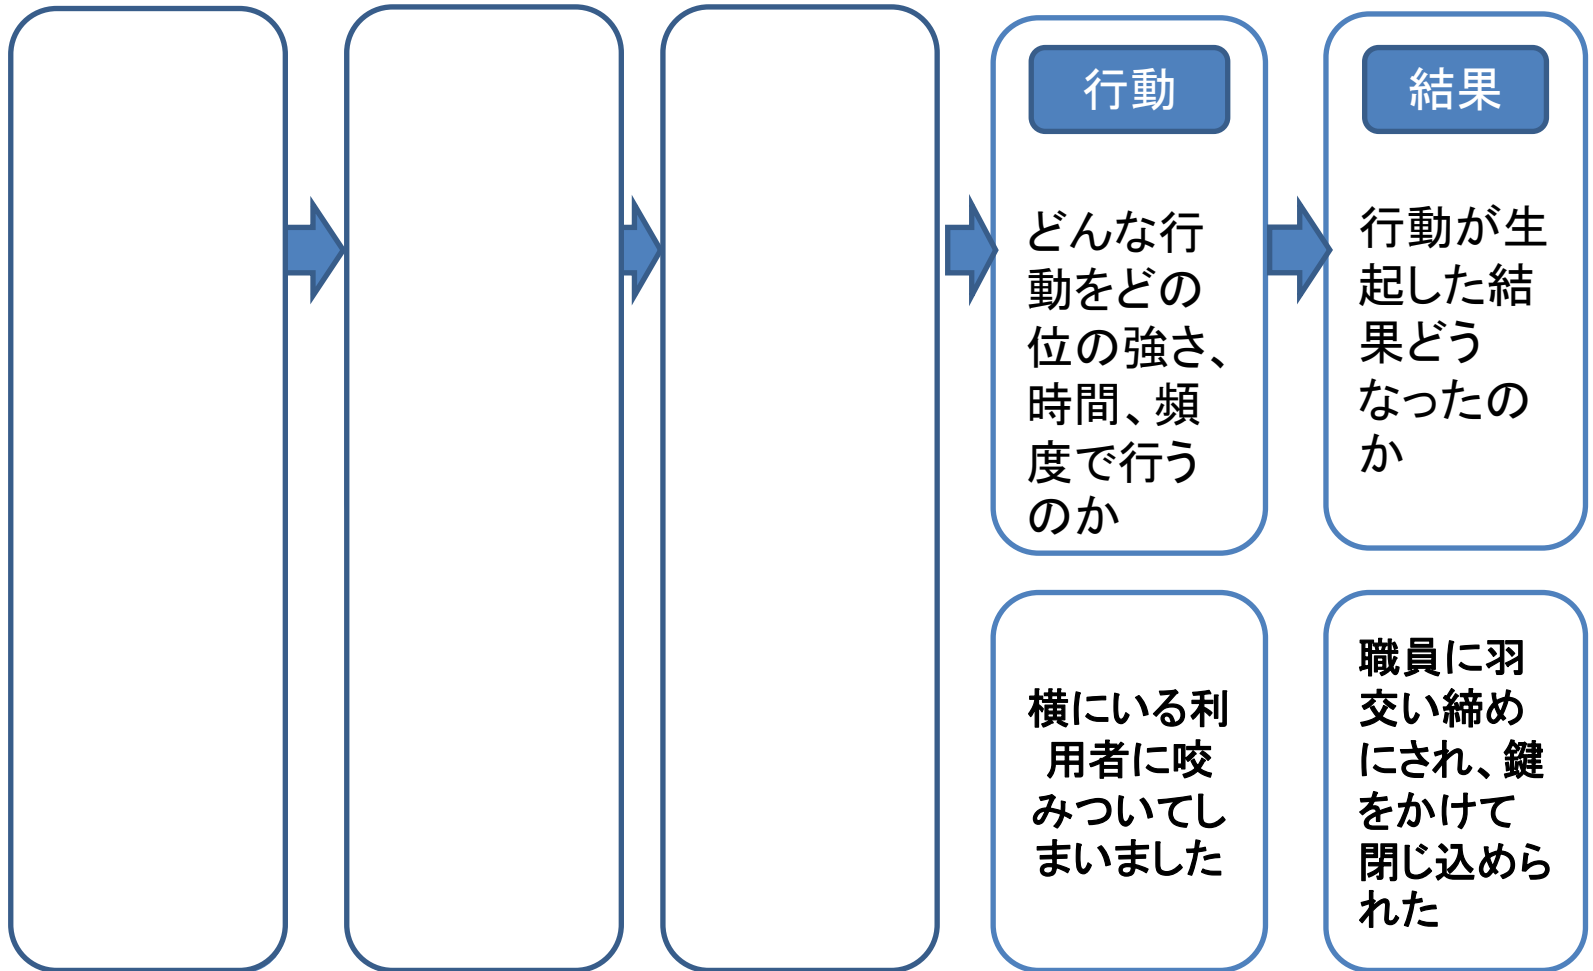 行動
どんな行
動をどの
位の強さ、
時間、頻
度で行う
のか
結果
行動が生
起した結
果どう
なったの
か
横にいる利
用者に咬
みついてし
まいました
職員に羽
交い締め
にされ、鍵
をかけて
閉じ込めら
れた